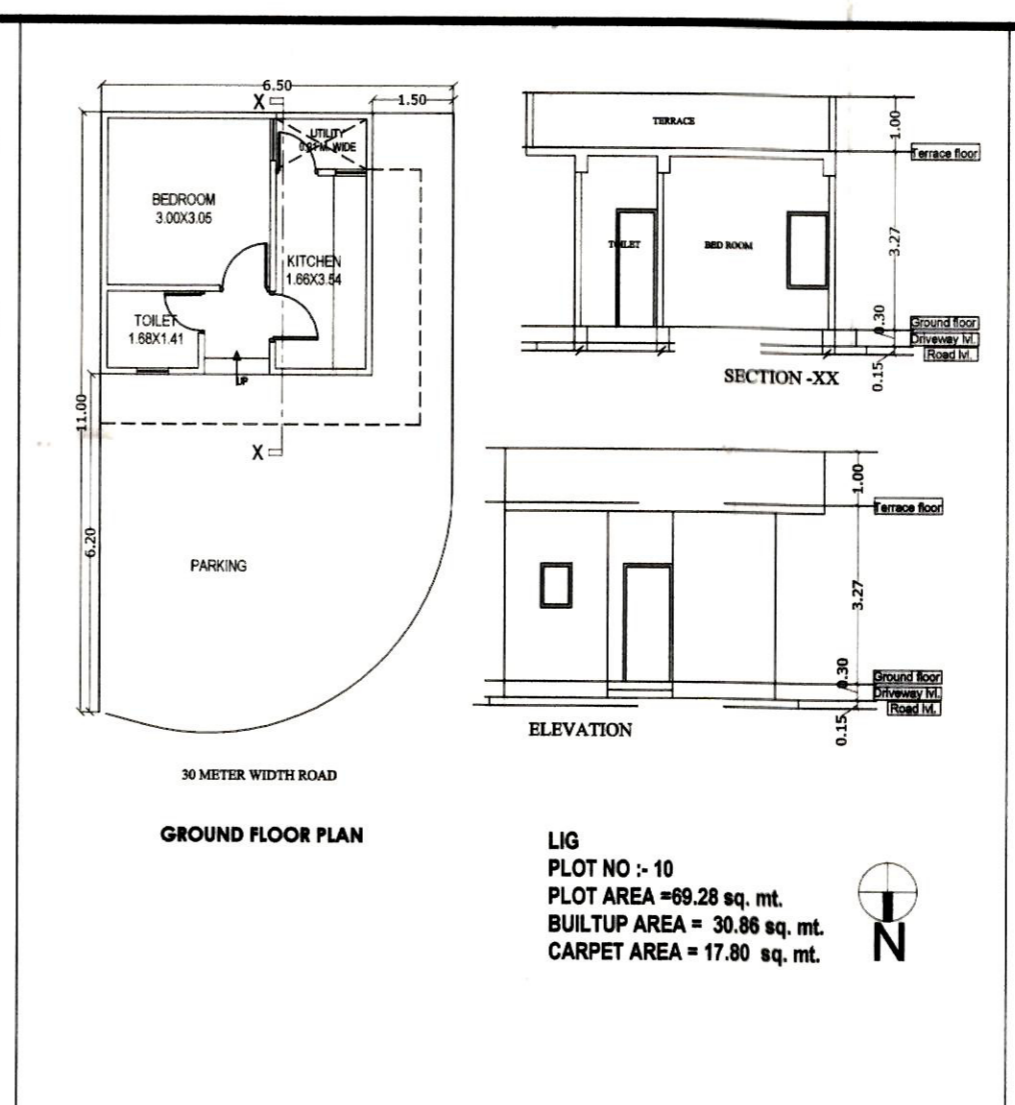 6.50
X
1.50
UTILITY
WIDE
BEDROOM
3.00X3.05
KITCHEN
1.66X3.54
TOILET
1.68X1.41
UP
11.00
X
6.20
PARKING
30 METER WIDTH ROAD
GROUND FLOOR PLAN
TERRACE
1.00
Terrace floor
TOILET
BED ROOM
3.27
0.30
Ground floor
Driveway lvl.
Road lvl.
0.15
SECTION -XX
1.00
Terrace floor
3.27
0.30
Ground floor
Driveway lvl.
Road lvl.
0.15
ELEVATION
LIG
PLOT NO :- 10
PLOT AREA =69.28 sq. mt.
BUILTUP AREA = 30.86 sq. mt.
CARPET AREA = 17.80 sq. mt.
N